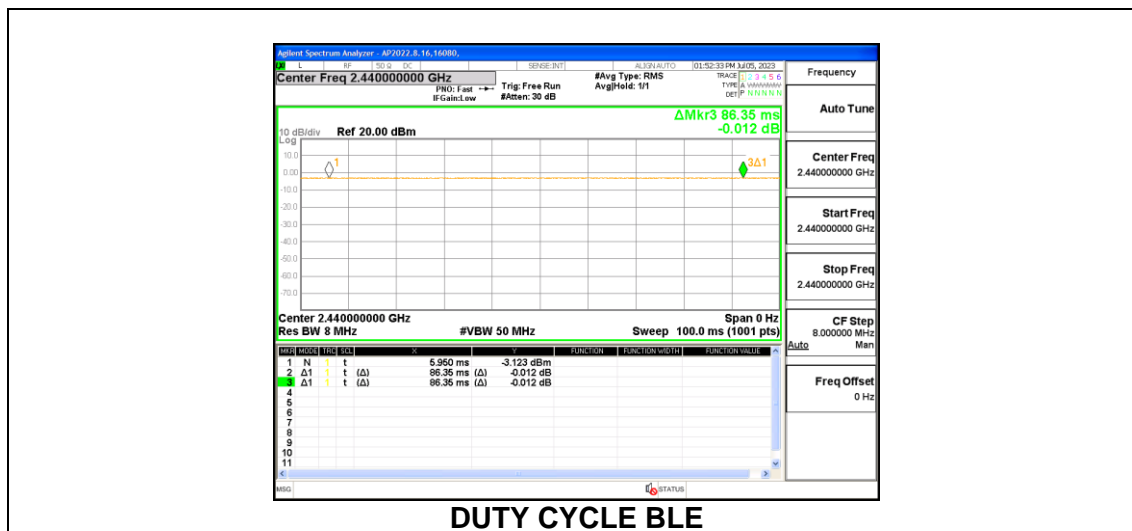 Agilent Spectrum Analyzer - AP2022.8.16,16080,
L RF 50 Ω DC SENSE:INT ALIGN AUTO 01:52:33 PM Jul 05, 2023
Center Freq 2.440000000 GHz
PNO: Fast
IFGain:Low
Trig: Free Run
#Atten: 30 dB
#Avg Type: RMS
Avg|Hold: 1/1
TRACE 1 2 3 4 5 6
TYPE A WWWWW
DET P N N N N N
Frequency
ΔMkr3 86.35 ms
-0.012 dB
10 dB/div Ref 20.00 dBm
Log
10.0
0.00
-10.0
-20.0
-30.0
-40.0
-50.0
-60.0
-70.0
1
3Δ1
Center 2.440000000 GHz Span 0 Hz
Res BW 8 MHz #VBW 50 MHz Sweep 100.0 ms (1001 pts)
MKR MODE TRC SCL X Y FUNCTION FUNCTION WIDTH FUNCTION VALUE
1 N t 5.950 ms -3.123 dBm
2 Δ1 t (Δ) 86.35 ms (Δ) -0.012 dB
3 Δ1 t (Δ) 86.35 ms (Δ) -0.012 dB
4
5
6
7
8
9
10
11
Auto Tune
Center Freq
2.440000000 GHz
Start Freq
2.440000000 GHz
Stop Freq
2.440000000 GHz
CF Step
8.000000 MHz
Auto Man
Freq Offset
0 Hz
MSG STATUS
DUTY CYCLE BLE